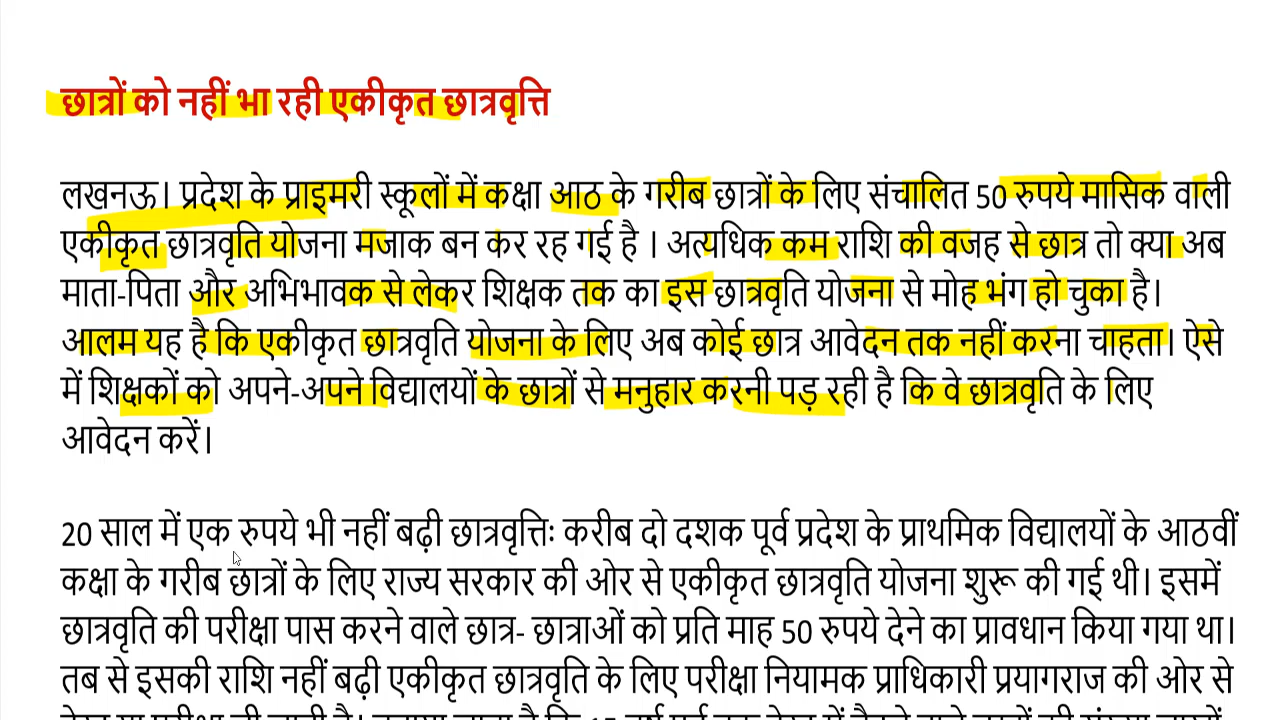 छात्रों को नहीं भा रही एकीकृत छात्रवृत्ति
लखनऊ। प्रदेश के प्राइमरी स्कूलों में कक्षा आठ के गरीब छात्रों के लिए संचालित 50 रुपये मासिक वाली
एकीकृत छात्रवृति योजना मजाक बन कर रह गई है । अत्यधिक कम राशि की वजह से छात्र तो क्या अब
माता-पिता और अभिभावक से लेकर शिक्षक तक का इस छात्रवृति योजना से मोह भंग हो चुका है।
आलम यह है कि एकीकृत छात्रवृति योजना के लिए अब कोई छात्र आवेदन तक नहीं करना चाहता। ऐसे
में शिक्षकों को अपने-अपने विद्यालयों के छात्रों से मनुहार करनी पड़ रही है कि वे छात्रवृति के लिए
आवेदन करें।
20 साल में एक रुपये भी नहीं बढ़ी छात्रवृत्तिः करीब दो दशक पूर्व प्रदेश के प्राथमिक विद्यालयों के आठवीं
कक्षा के गरीब छात्रों के लिए राज्य सरकार की ओर से एकीकृत छात्रवृति योजना शुरू की गई थी। इसमें
छात्रवृति की परीक्षा पास करने वाले छात्र- छात्राओं को प्रति माह 50 रुपये देने का प्रावधान किया गया था।
तब से इसकी राशि नहीं बढ़ी एकीकृत छात्रवृति के लिए परीक्षा नियामक प्राधिकारी प्रयागराज की ओर से